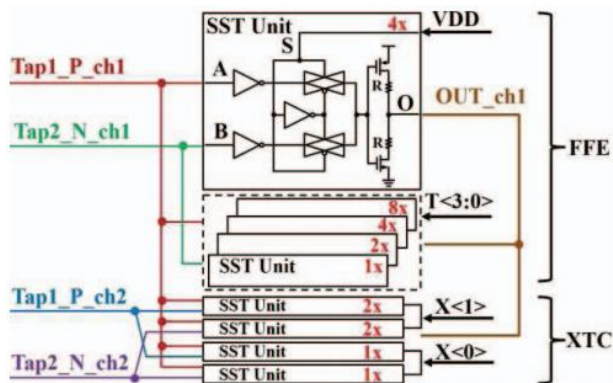 SST Unit 4x VDD
S
Tap1_P_ch1 A R O OUT_ch1
Tap2_N_ch1 B R
FFE
8x T<3:0>
4x
2x
SST Unit 1x
Tap1_P_ch2 SST Unit 2x X<1>
SST Unit 2x
XTC
SST Unit 1x X<0>
Tap2_N_ch2 SST Unit 1x